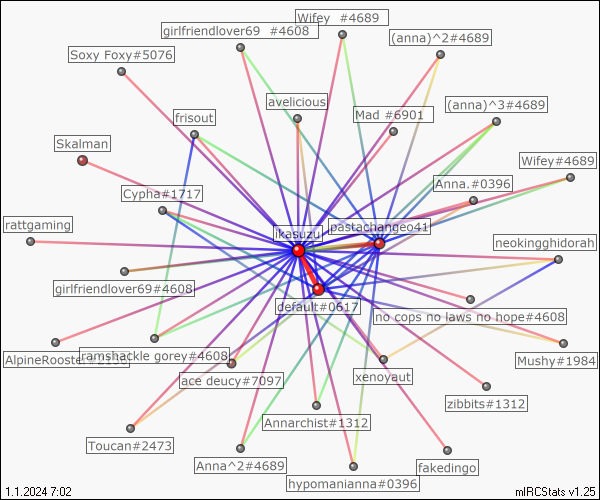 Wifey  #4689
girlfriendlover69  #4608
(anna)^2#4689
Soxy Foxy#5076
avelicious
(anna)^3#4689
Mad #6901
frisout
Skalman
Wifey#4689
Anna.#0396
Cypha#1717
rattgaming
ikasuzu
pastachangeo41
neokingghidorah
girlfriendlover69#4608
default#0617
no cops no laws no hope#4608
AlpineRooster
ramshackle gorey#4608
Mushy#1984
ace deucy#7097
xenoyaut
zibbits#1312
Annarchist#1312
Toucan#2473
Anna^2#4689
fakedingo
hypomanianna#0396
1.1.2024 7:02
mIRCStats v1.25